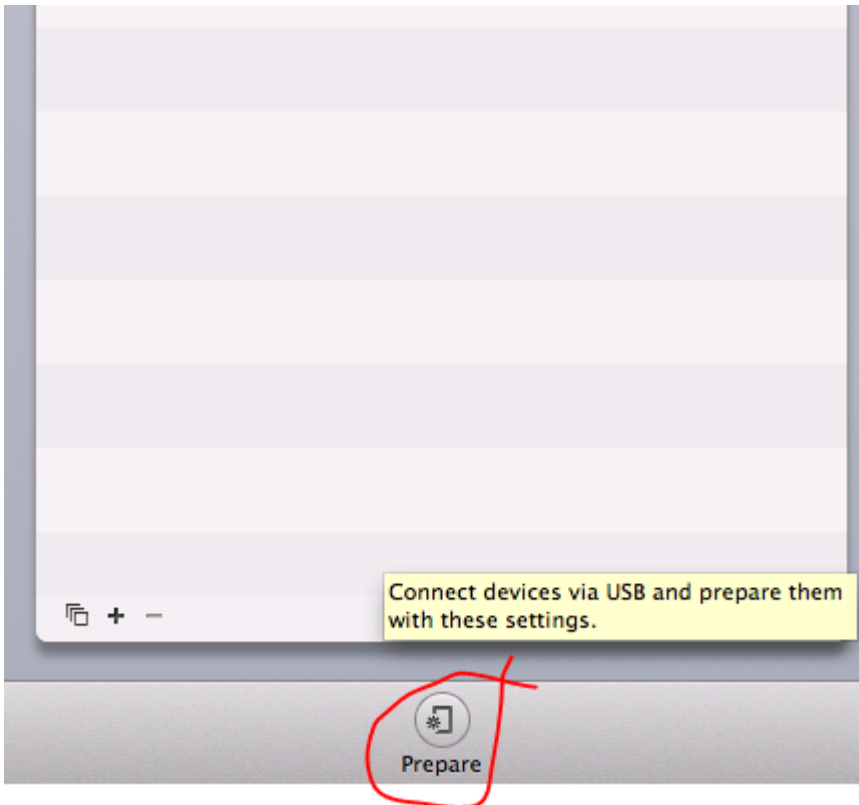 Connect devices via USB and prepare them
with these settings.
Prepare